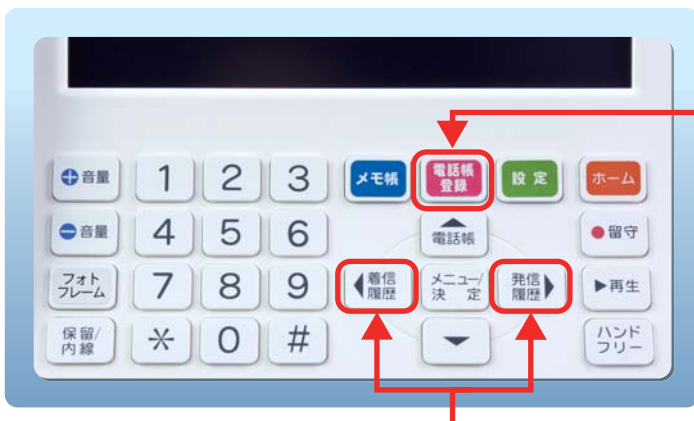 +音量
1
2
3
メモ帳
電話帳
登録
設定
ホーム
-音量
4
5
6
電話帳
●留守
フォト
フレーム
7
8
9
◀着信
履歴
メニュー/
決定
発信▶
履歴
▶再生
保留/
内線
*
0
#
ハンド
フリー